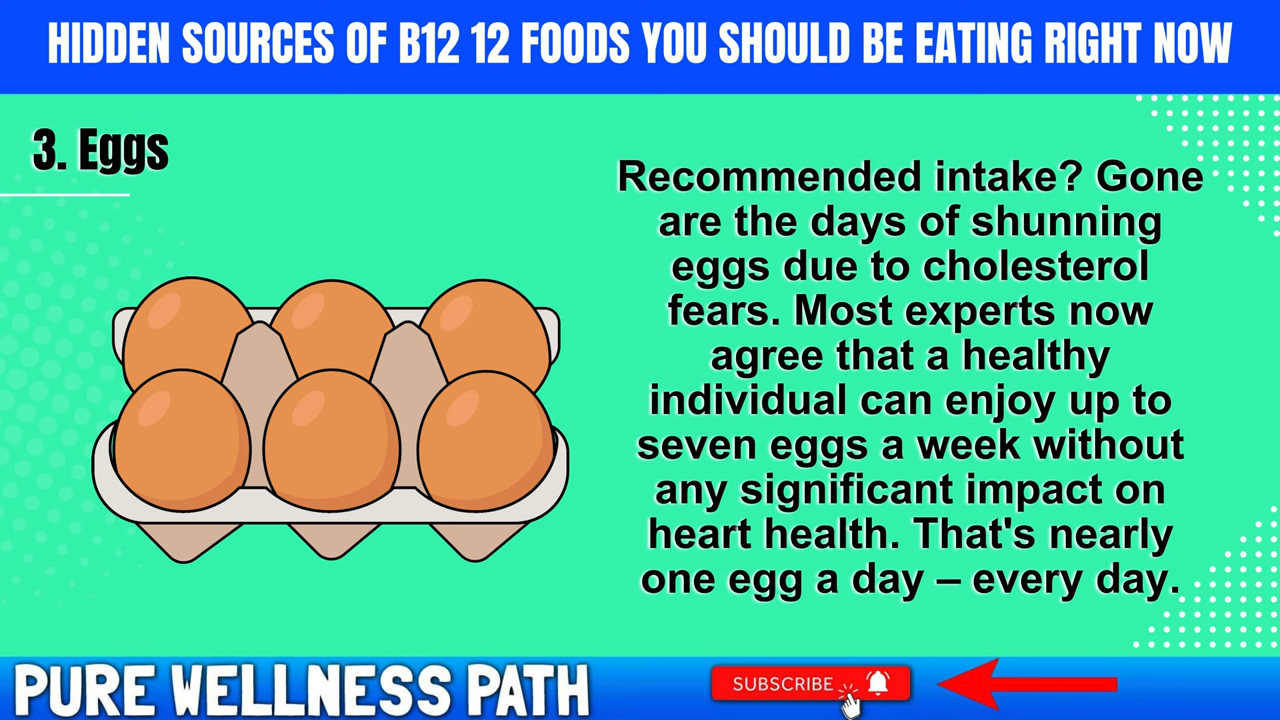 HIDDEN SOURCES OF B12 12 FOODS YOU SHOULD BE EATING RIGHT NOW
3. Eggs
Recommended intake? Gone
are the days of shunning
eggs due to cholesterol
fears. Most experts now
agree that a healthy
individual can enjoy up to
seven eggs a week without
any significant impact on
heart health. That's nearly
one egg a day – every day.
PURE WELLNESS PATH
SUBSCRIBE